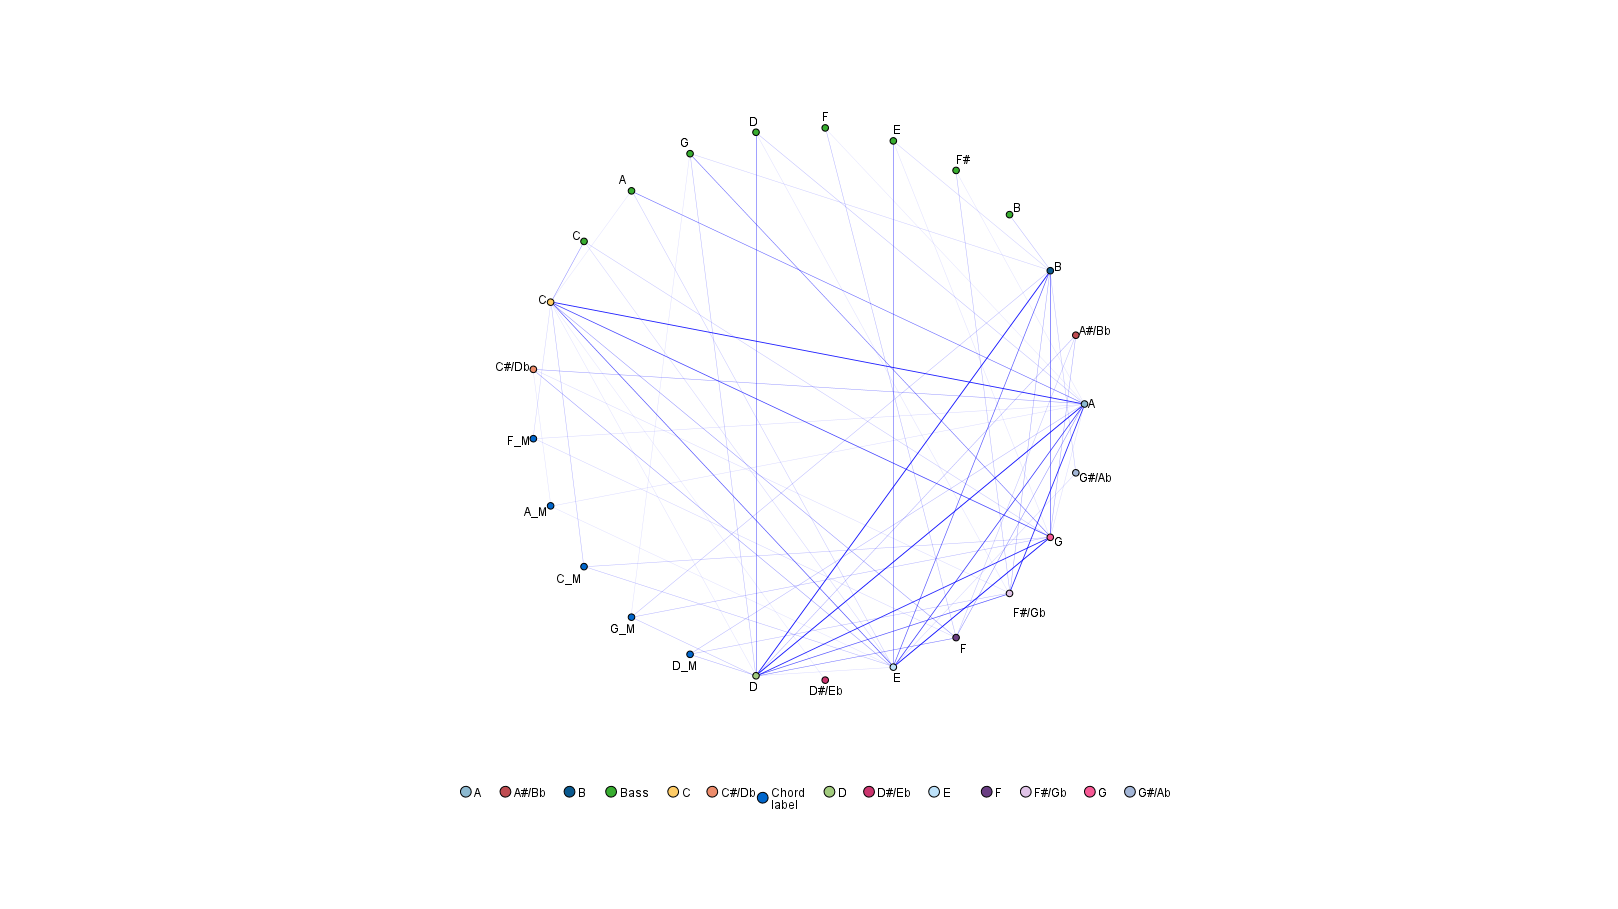 F
D
E
G
F#
A
B
C
B
C
A#/Bb
C#/Db
A
F_M
G#/Ab
A_M
G
C_M
F#/Gb
G_M
F
D_M
E
D
D#/Eb
A A#/Bb B Bass C C#/Db Chord label D D#/Eb E F F#/Gb G G#/Ab